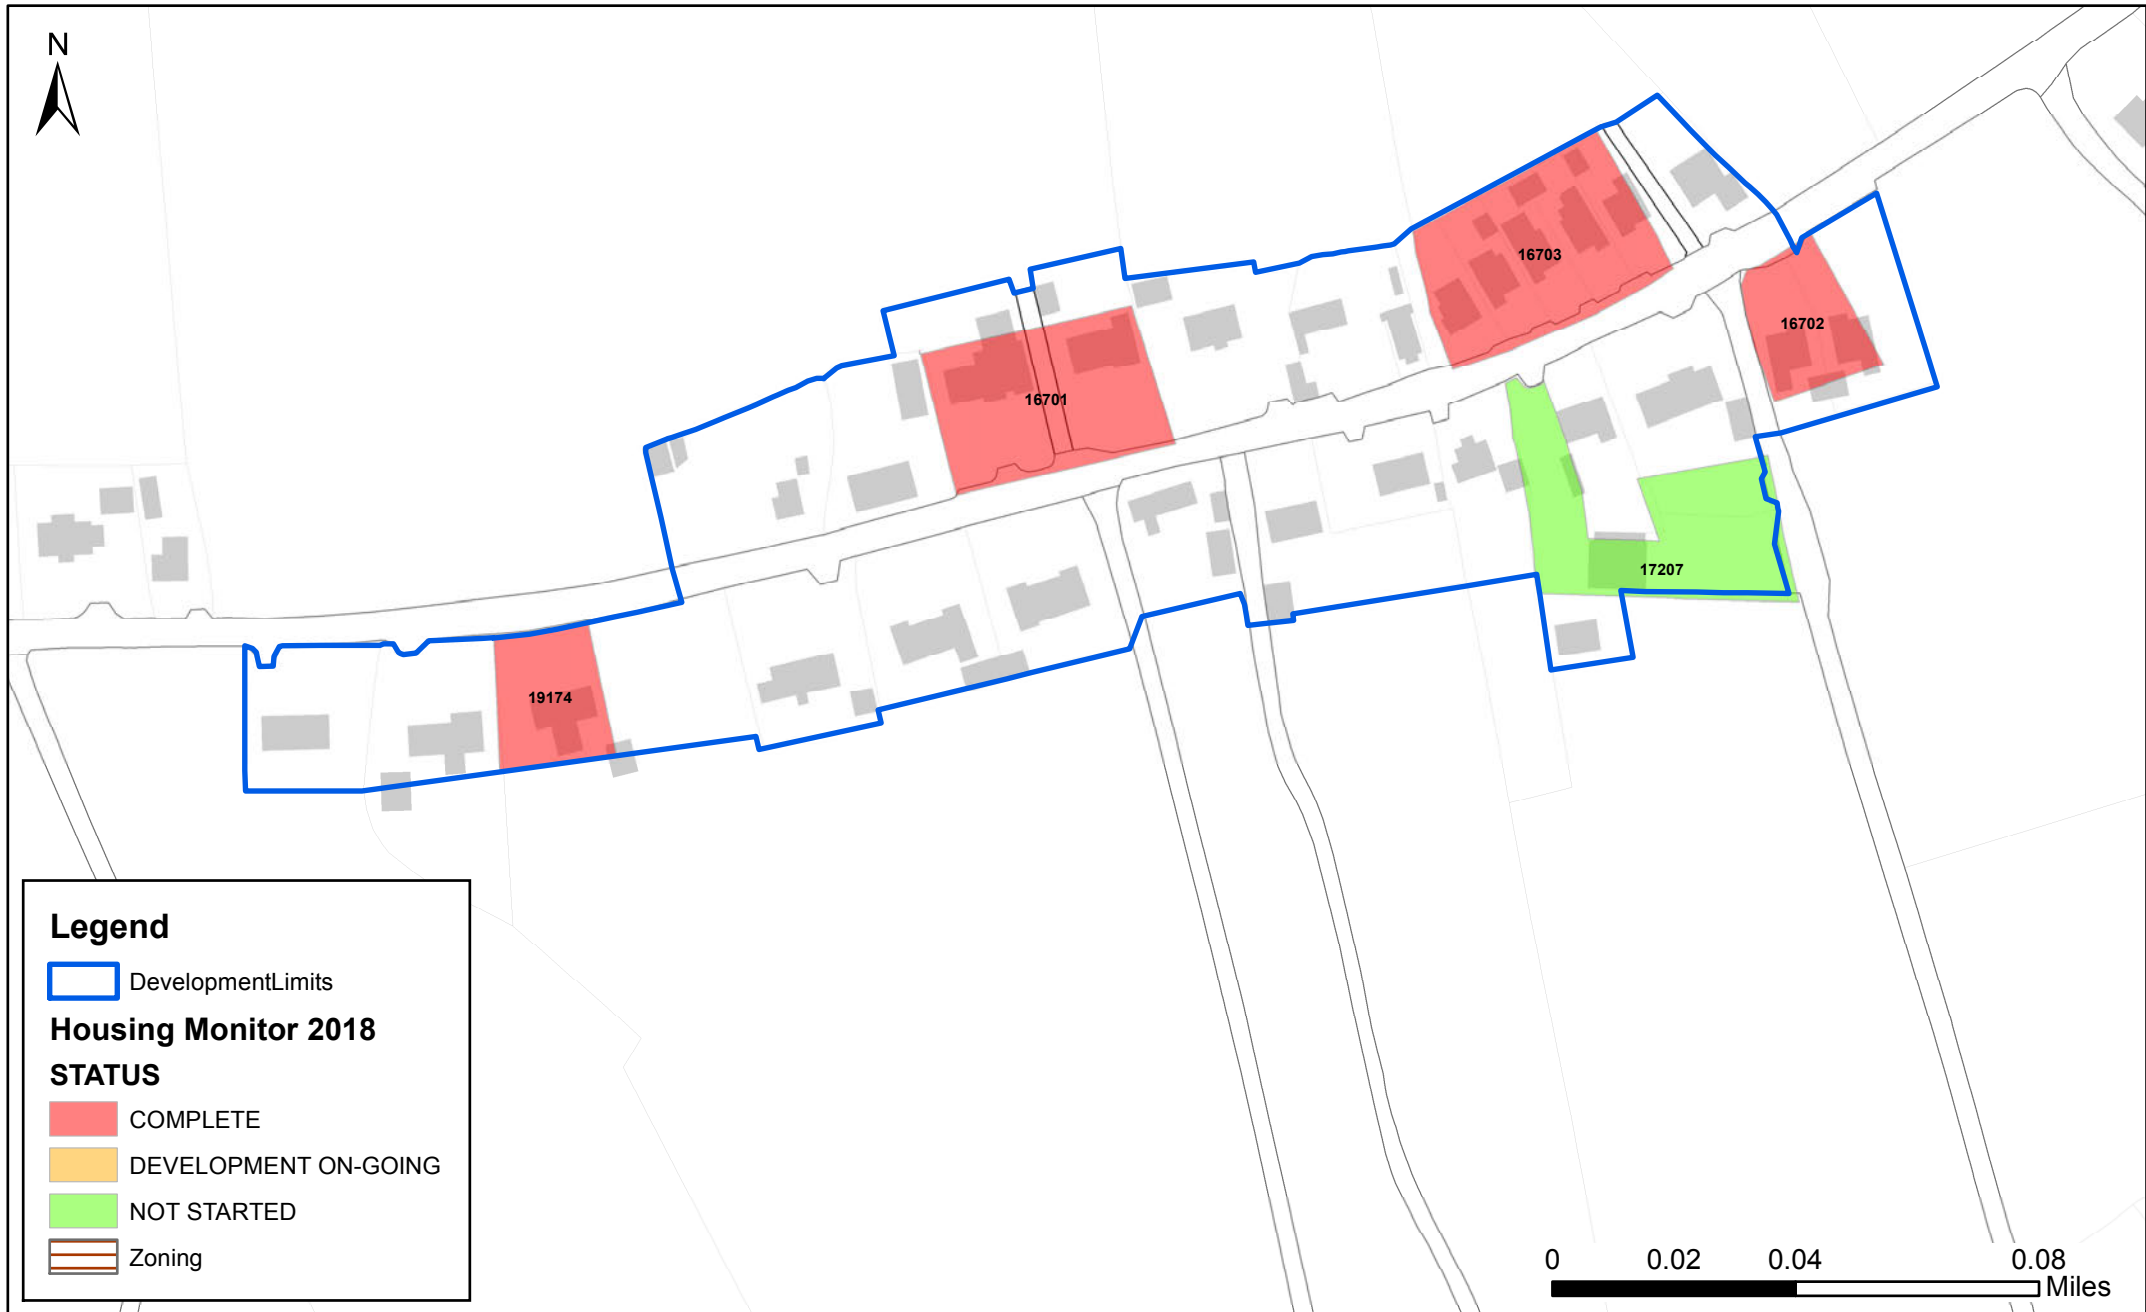 N
16703
16702
16701
17207
19174
Legend
DevelopmentLimits
Housing Monitor 2018
STATUS
COMPLETE
DEVELOPMENT ON-GOING
NOT STARTED
Zoning
0 0.02 0.04 0.08
Miles